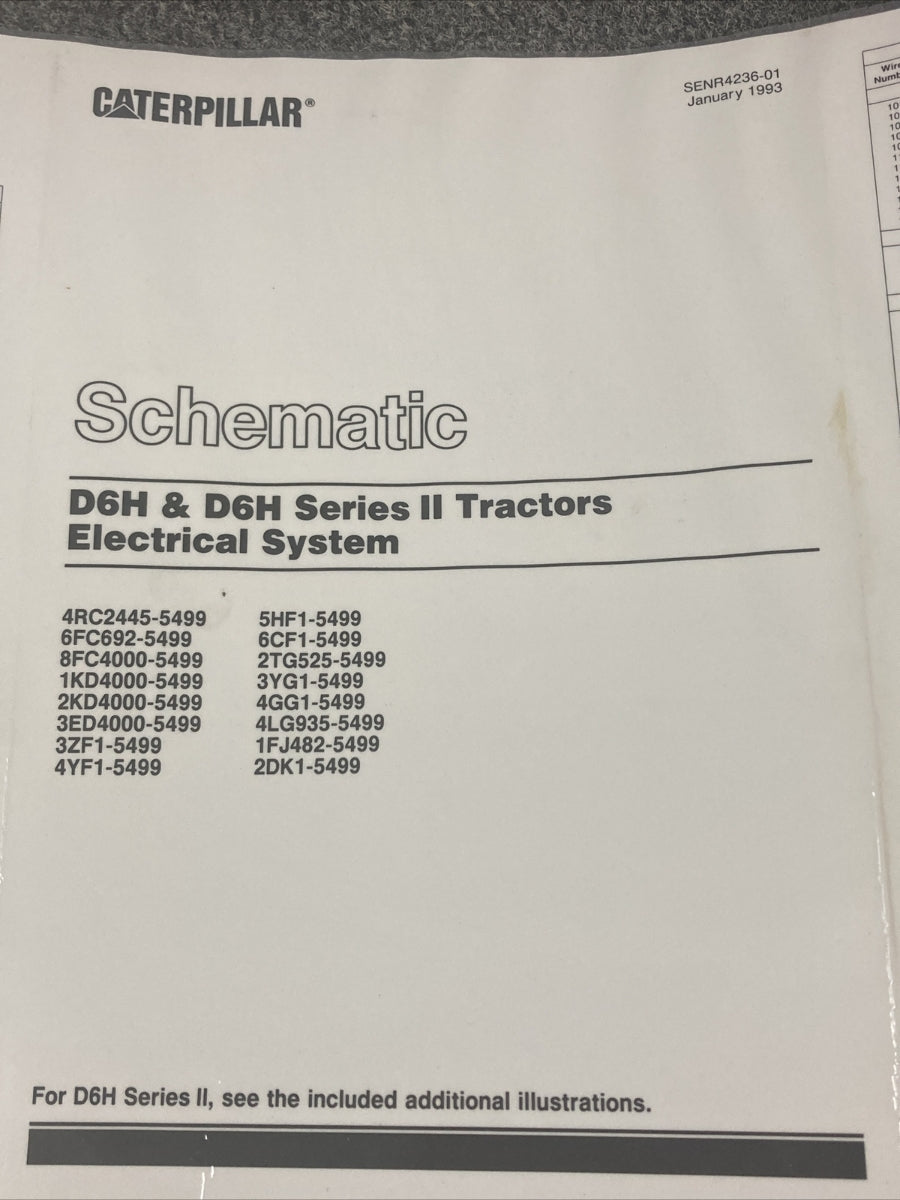 CATERPILLAR®
SENR4236-01
January 1993
Schematic
D6H & D6H Series II Tractors
Electrical System
4RC2445-5499
6FC692-5499
8FC4000-5499
1KD4000-5499
2KD4000-5499
3ED4000-5499
3ZF1-5499
4YF1-5499
5HF1-5499
6CF1-5499
2TG525-5499
3YG1-5499
4GG1-5499
4LG935-5499
1FJ482-5499
2DK1-5499
For D6H Series II, see the included additional illustrations.